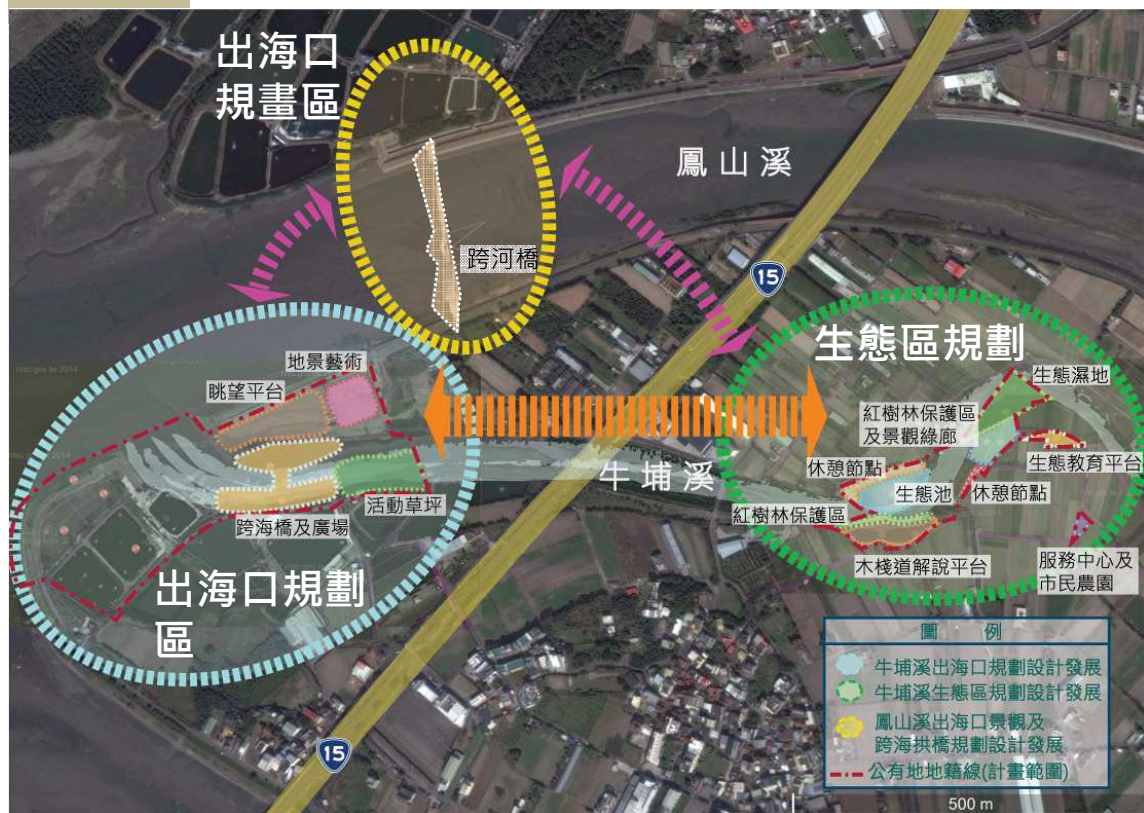 出海口
規畫區
鳳山溪
跨河橋
15
生態區規劃
地景藝術
眺望平台
生態濕地
紅樹林保護區
及景觀綠廊
生態教育平台
休憩節點
生態池
休憩節點
牛埔溪
活動草坪
紅樹林保護區
跨海橋及廣場
木棧道解說平台
服務中心及
市民農園
出海口規劃
區
圖 例
牛埔溪出海口規劃設計發展
牛埔溪生態區規劃設計發展
鳳山溪出海口景觀及
跨海拱橋規劃設計發展
公有地地籍線(計畫範圍)
15
500 m